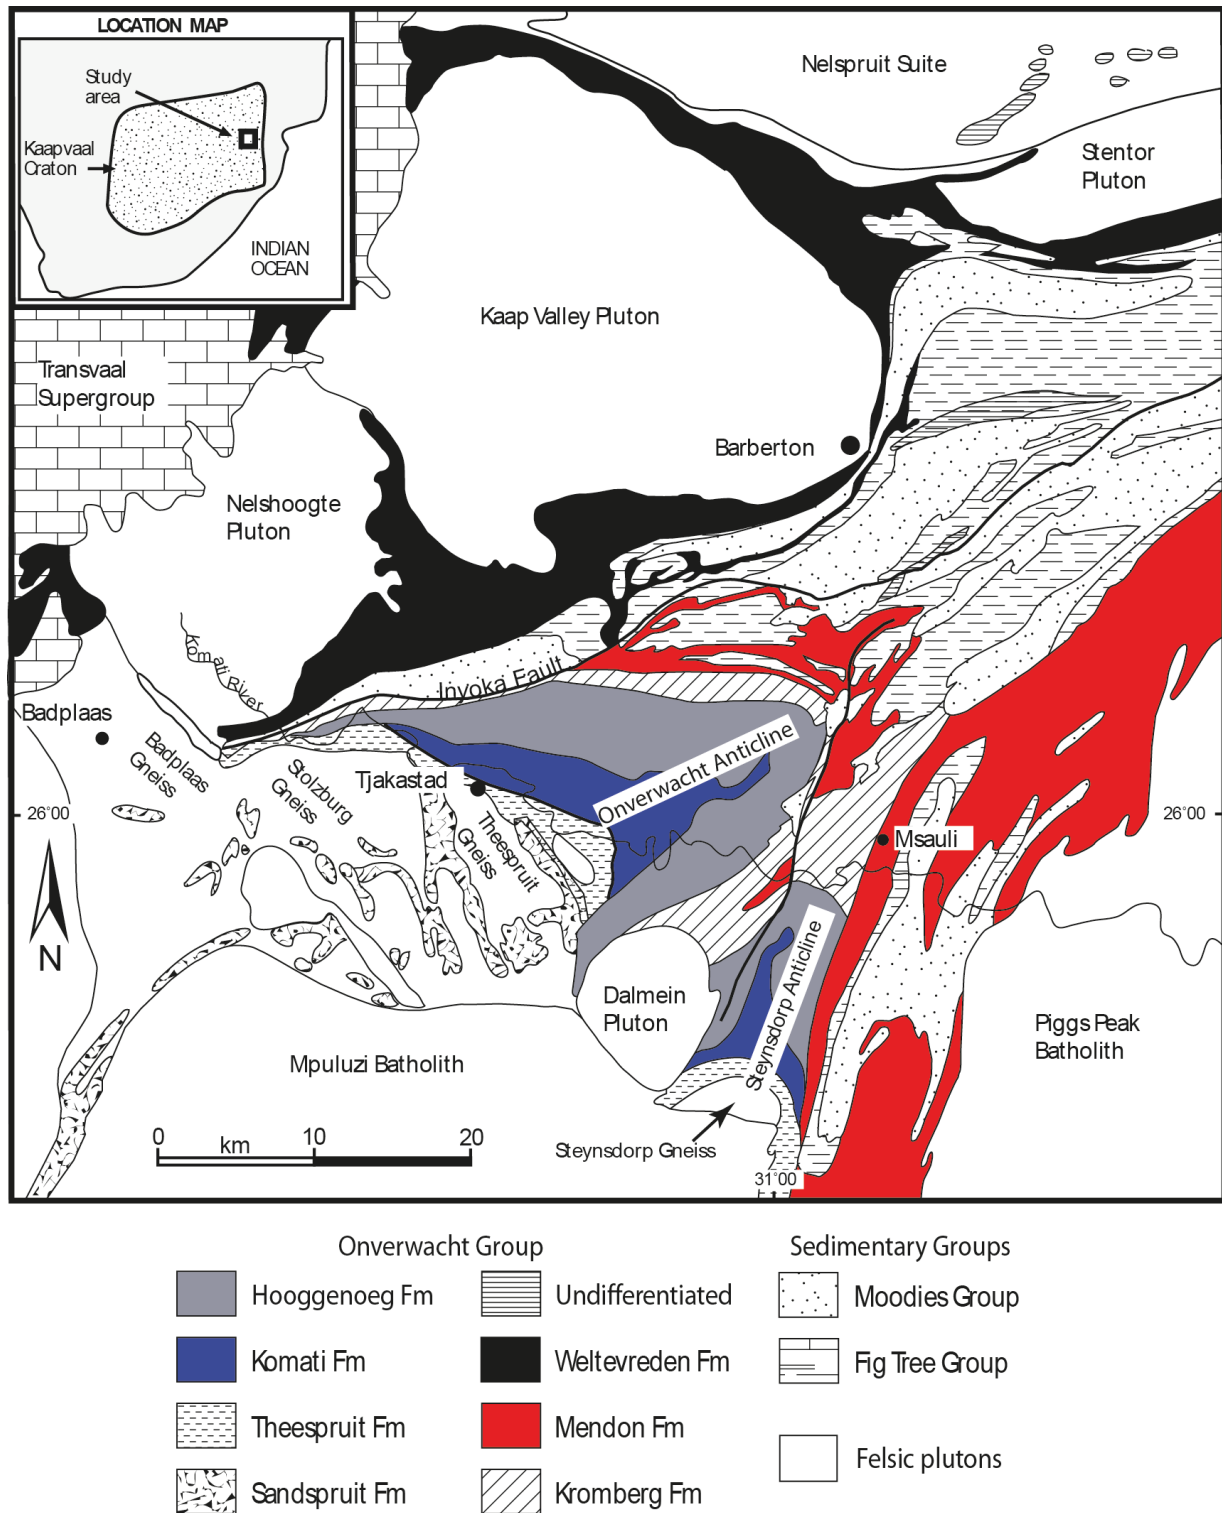 LOCATION MAP
Study
area
Kaapvaal
Craton
INDIAN
OCEAN
Nelspruit Suite
Stentor
Pluton
Kaap Valley Pluton
Transvaal
Supergroup
Barberton
Nelshoogte
Pluton
Komati River
Inyoka Fault
Badplaas
Badplaas
Gneiss
Stolzburg
Gneiss
Tjakastad
Theespruit
Gneiss
Onverwacht Anticline
26°00
26°00
Msauli
N
Steynsdorp Anticline
Dalmein
Pluton
Piggs Peak
Batholith
Mpuluzi Batholith
0
10
20
km
Steynsdorp Gneiss
31°00
Onverwacht Group
Sedimentary Groups
Hooggenoeg Fm
Undifferentiated
Moodies Group
Komati Fm
Weltevreden Fm
Fig Tree Group
Theespruit Fm
Mendon Fm
Felsic plutons
Sandspruit Fm
Kromberg Fm